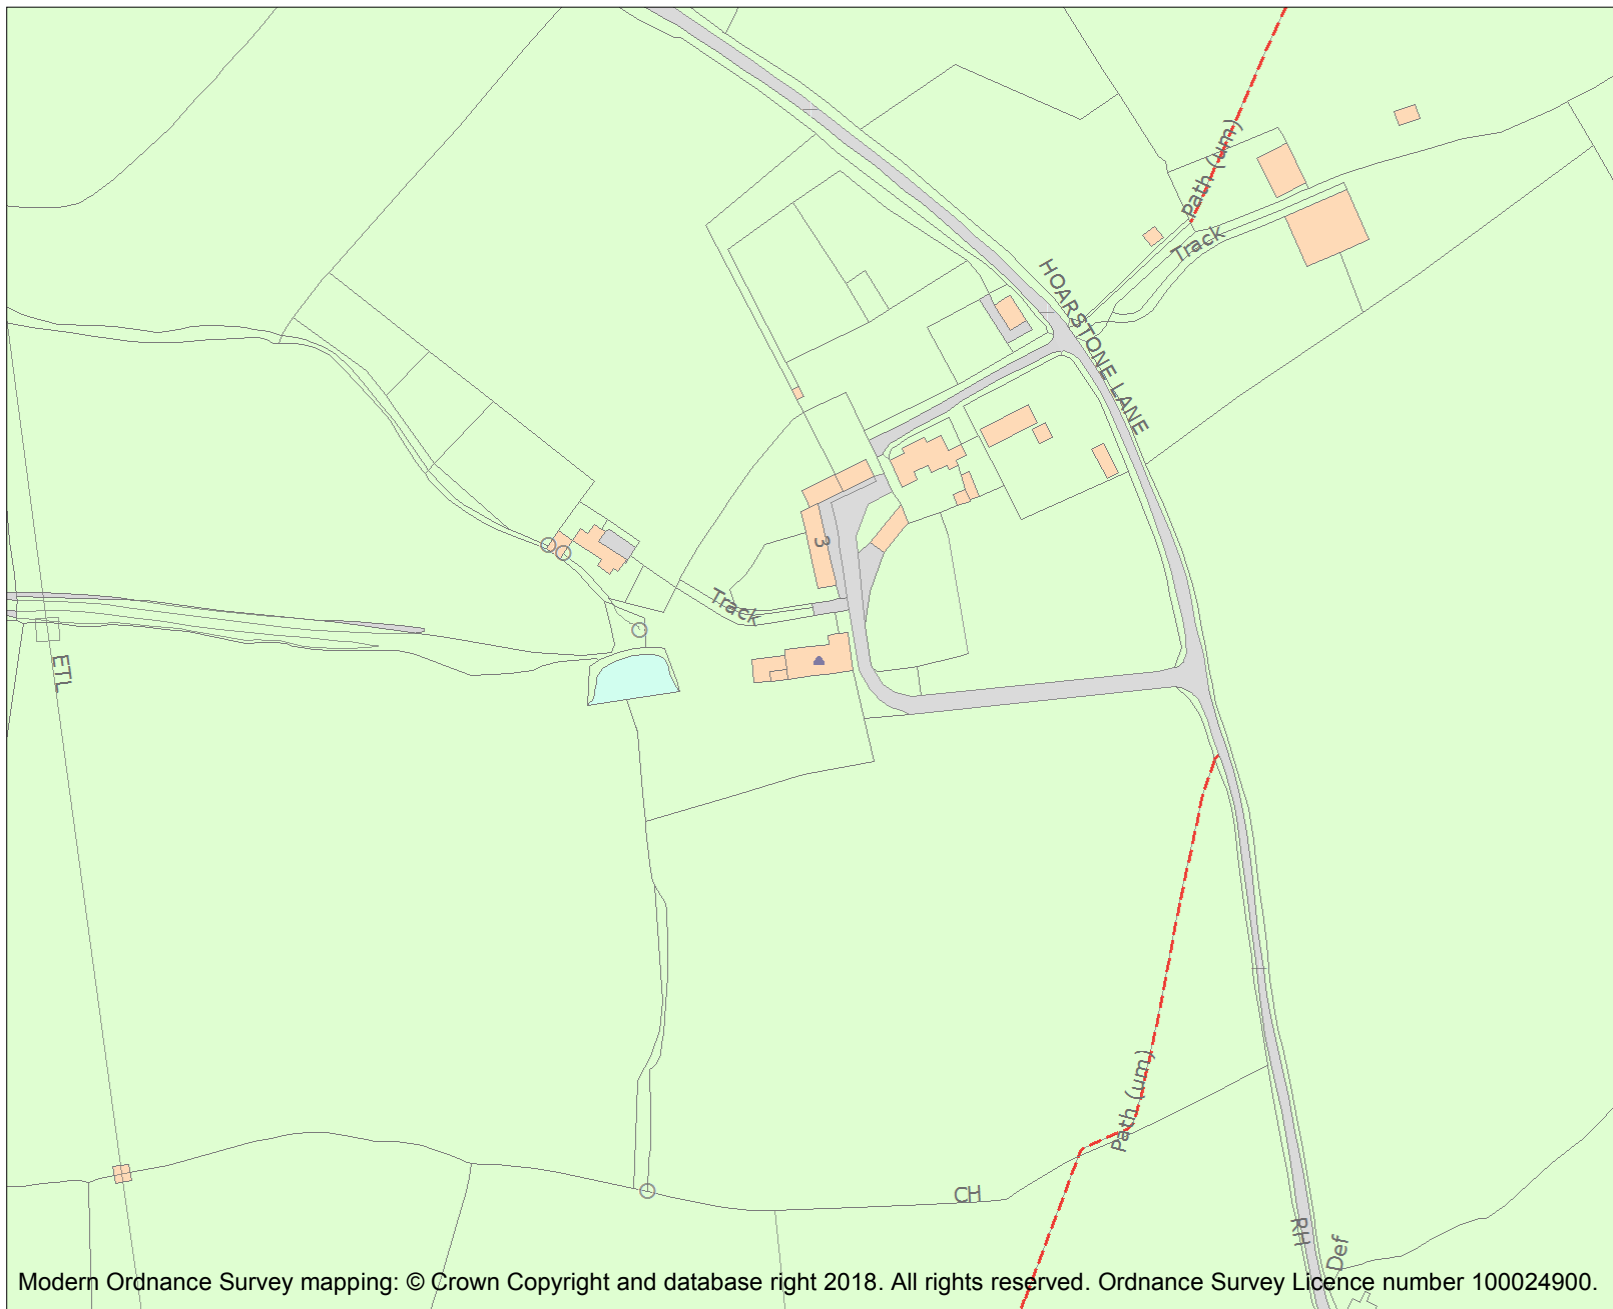 Path (um)
Track
HOARSTONE LANE
3
Track
ETL
Path (um)
CH
RH
Def
Modern Ordnance Survey mapping: © Crown Copyright and database right 2018. All rights reserved. Ordnance Survey Licence number 100024900.